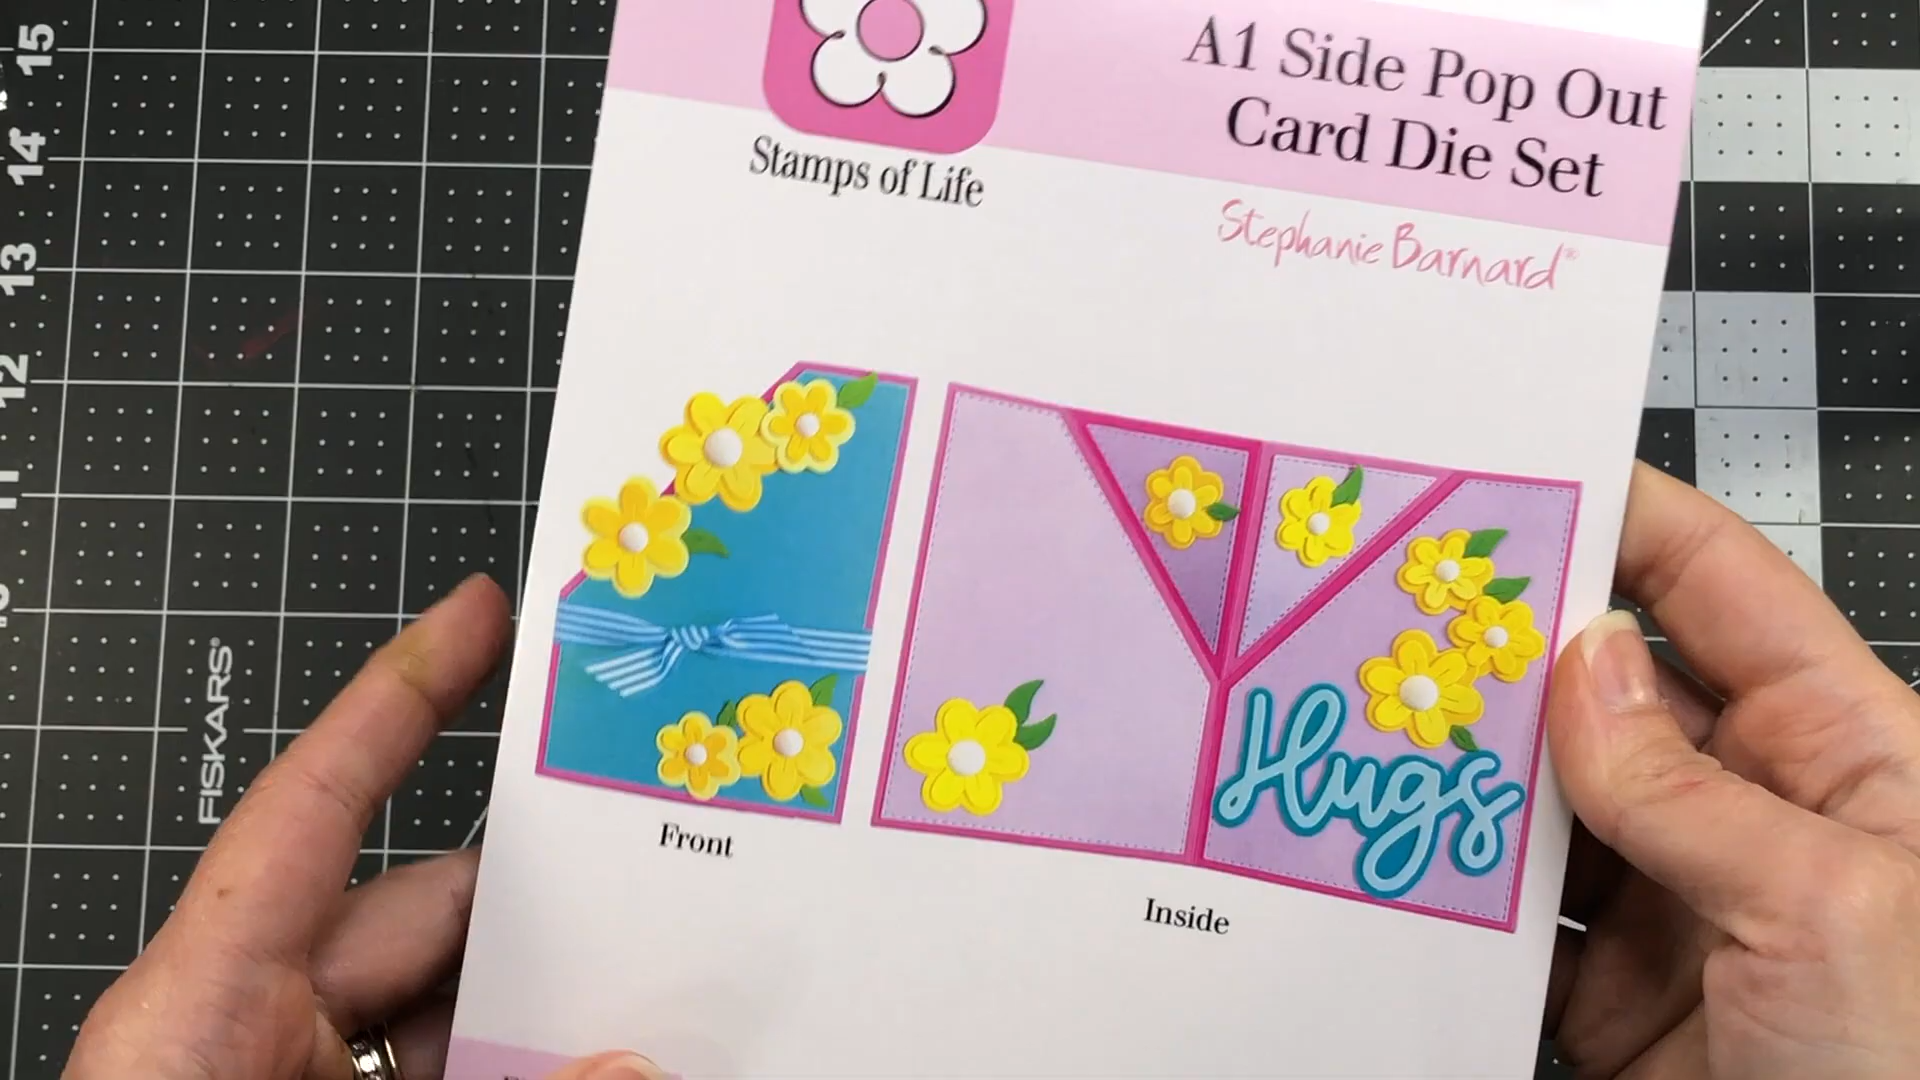 A1 Side Pop Out
Card Die Set
Stamps of Life
Stephanie Barnard®
Hugs
Front
Inside
15
14
13
12
11
10
FISKARS®